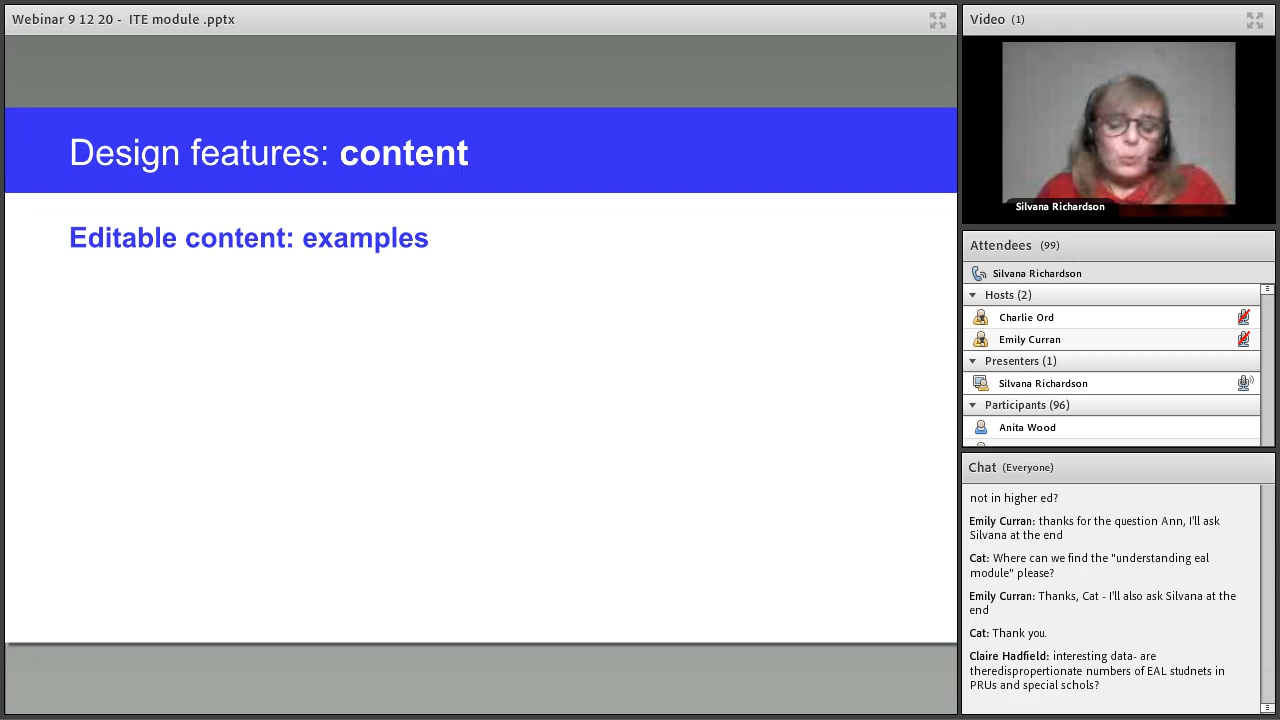 Webinar 9 12 20 - ITE module .pptx
Design features: content
Editable content: examples
Video (1)
Silvana Richardson
Attendees (99)
Silvana Richardson
Hosts (2)
Charlie Ord
Emily Curran
Presenters (1)
Silvana Richardson
Participants (96)
Anita Wood
Chat (Everyone)
not in higher ed?
Emily Curran: thanks for the question Ann, I'll ask
Silvana at the end
Cat: Where can we find the "understanding eal
module" please?
Emily Curran: Thanks, Cat - I'll also ask Silvana at the
end
Cat: Thank you.
Claire Hadfield: interesting data- are
theredispropertionate numbers of EAL studnets in
PRUs and special schols?